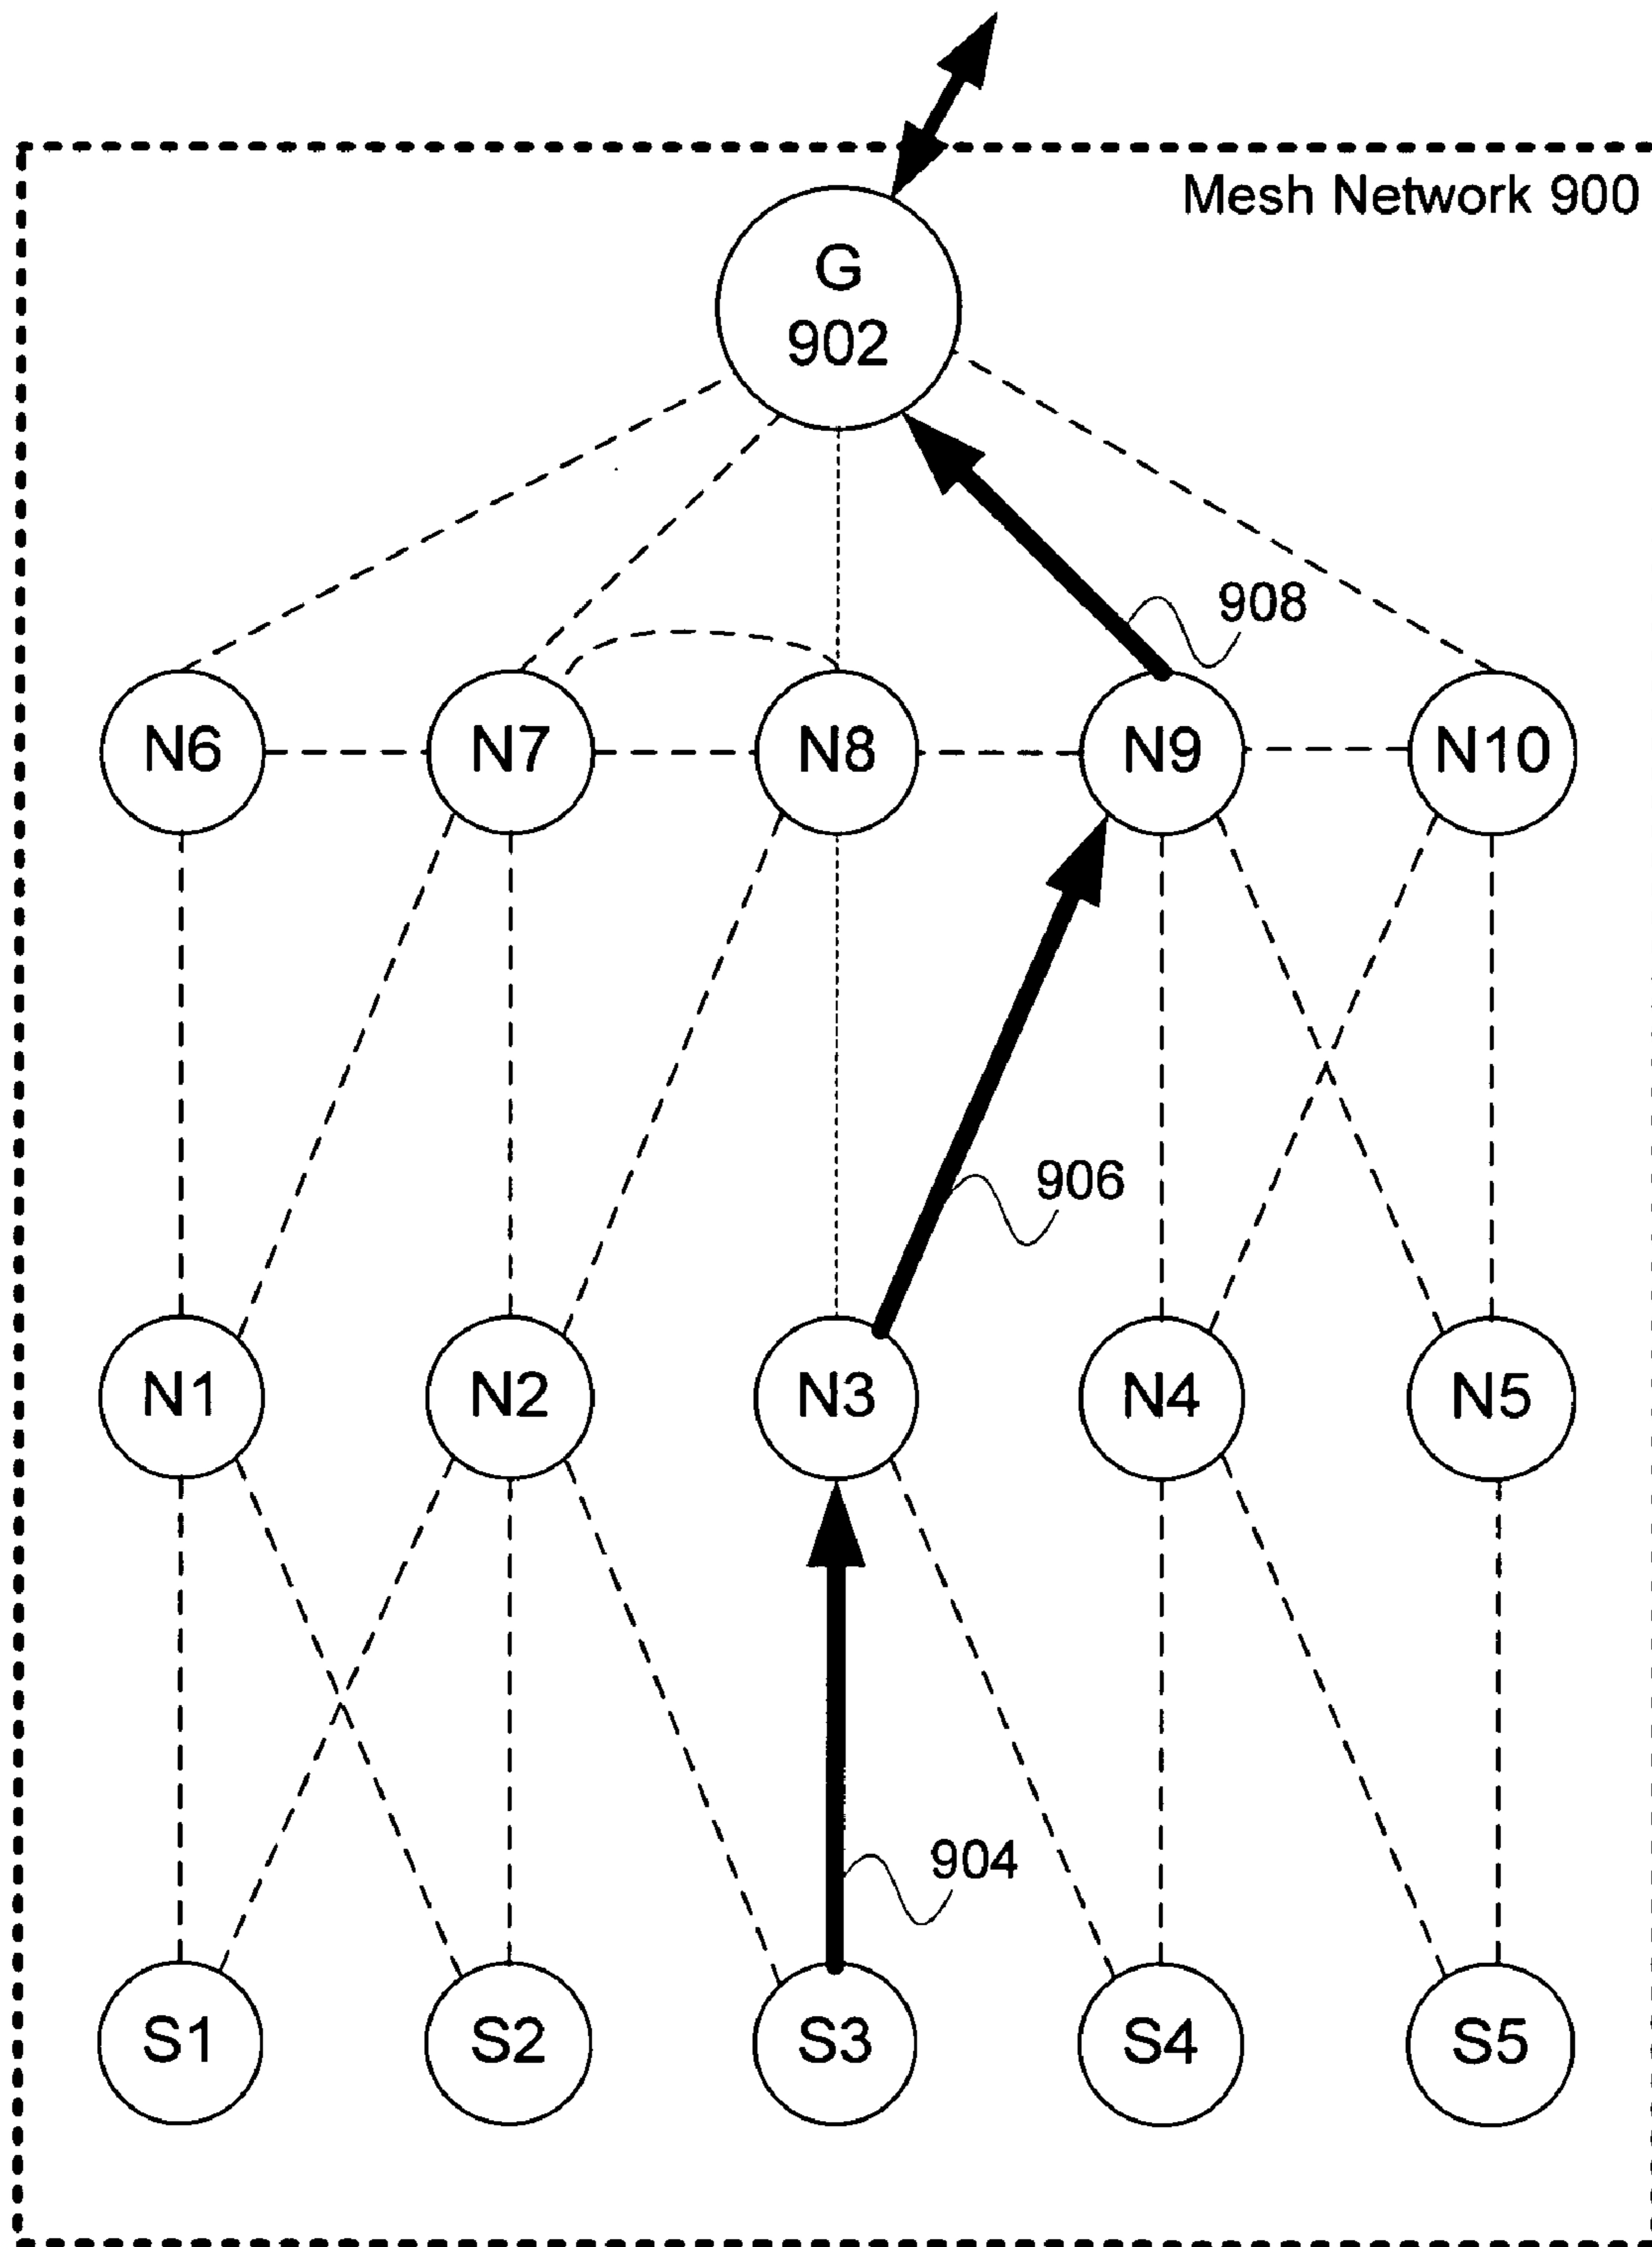 Mesh Network 900
G
902
908
N6
N7
N8
N9
N10
906
N1
N2
N3
N4
N5
904
S1
S2
S3
S4
S5